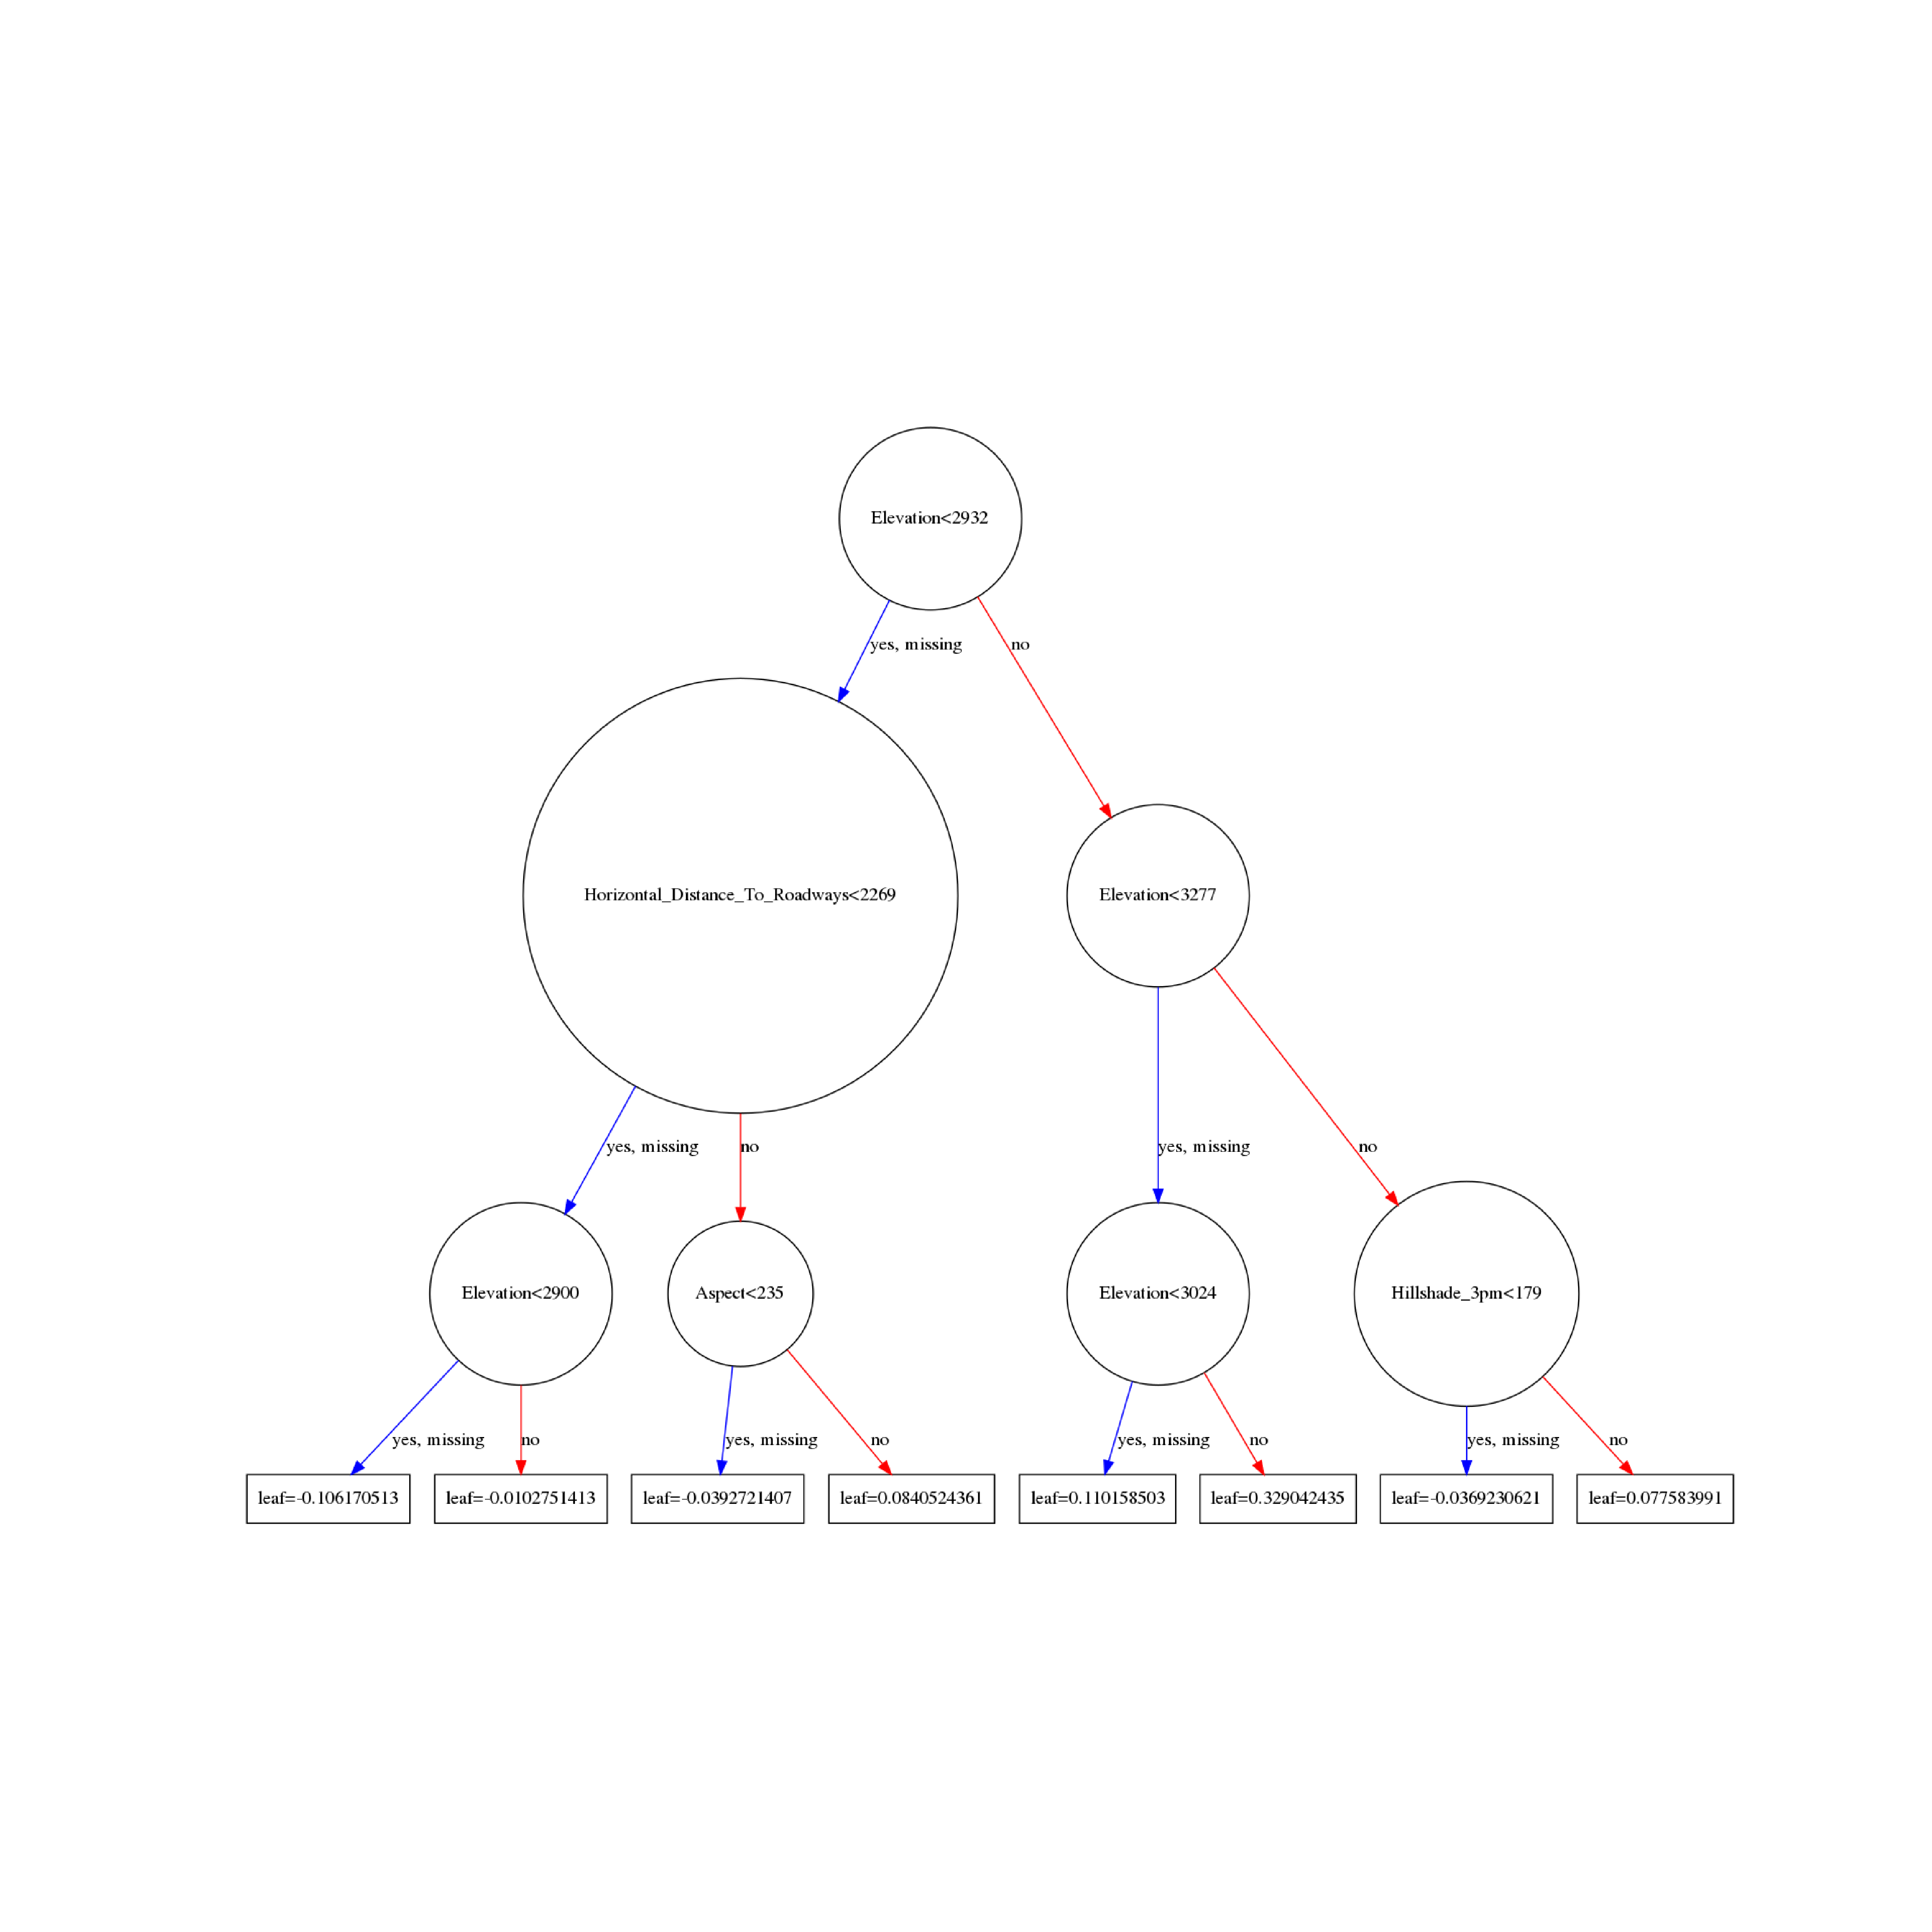 Elevation<2932
yes, missing
no
Horizontal_Distance_To_Roadways<2269
Elevation<3277
yes, missing
no
yes, missing
no
Elevation<2900
Aspect<235
Elevation<3024
Hillshade_3pm<179
yes, missing
no
yes, missing
no
yes, missing
no
yes, missing
no
leaf=-0.106170513
leaf=-0.0102751413
leaf=-0.0392721407
leaf=0.0840524361
leaf=0.110158503
leaf=0.329042435
leaf=-0.0369230621
leaf=0.077583991